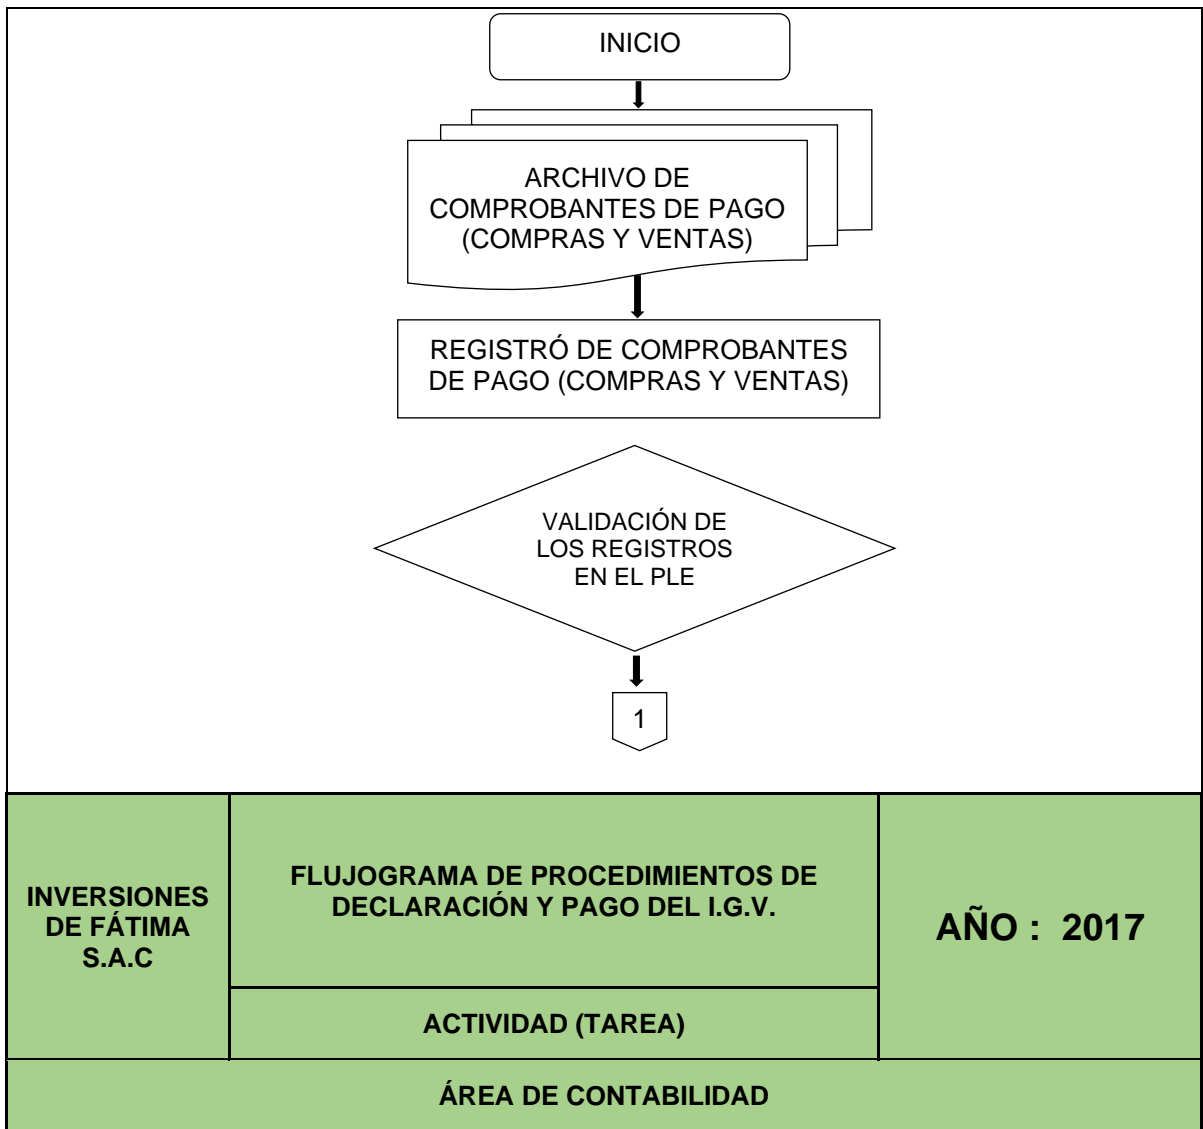 INICIO
ARCHIVO DE
COMPROBANTES DE PAGO
(COMPRAS Y VENTAS)
REGISTRÓ DE COMPROBANTES
DE PAGO (COMPRAS Y VENTAS)
VALIDACIÓN DE
LOS REGISTROS
EN EL PLE
1
INVERSIONES
DE FÁTIMA
S.A.C
FLUJOGRAMA DE PROCEDIMIENTOS DE
DECLARACIÓN Y PAGO DEL I.G.V.
AÑO : 2017
ACTIVIDAD (TAREA)
ÁREA DE CONTABILIDAD